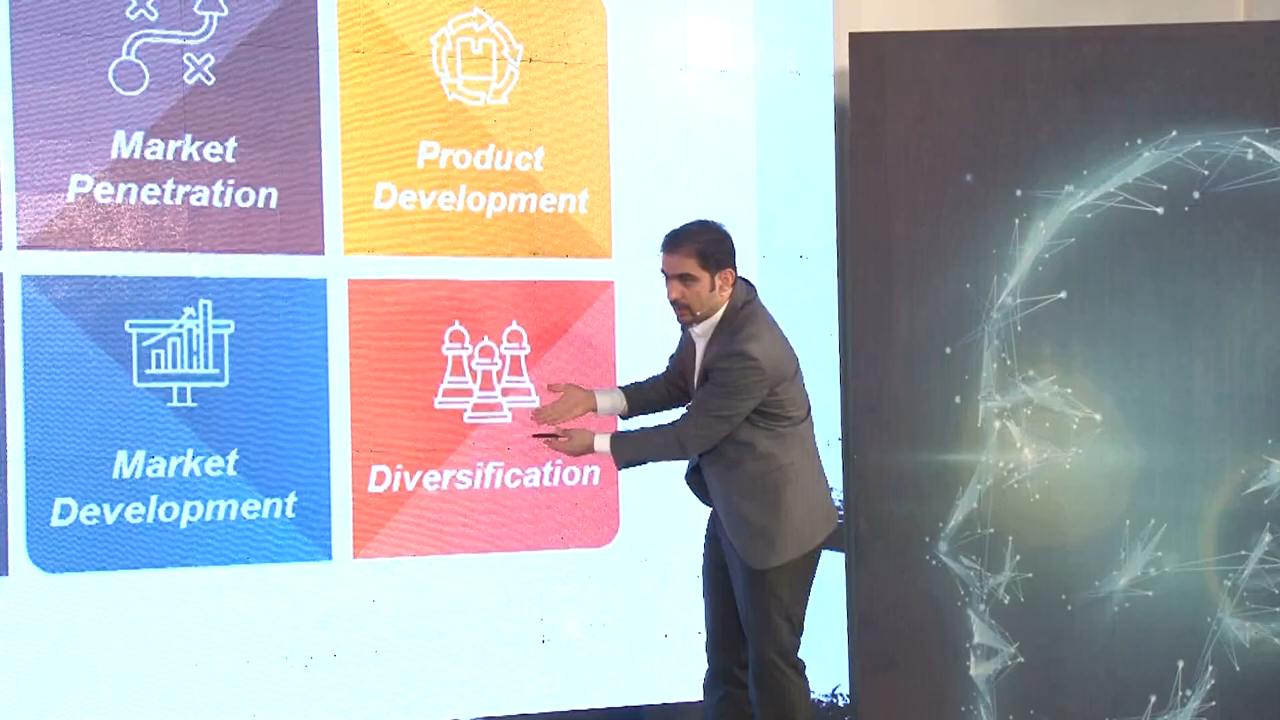 Market
Penetration
Product
Development
Market
Development
Diversification